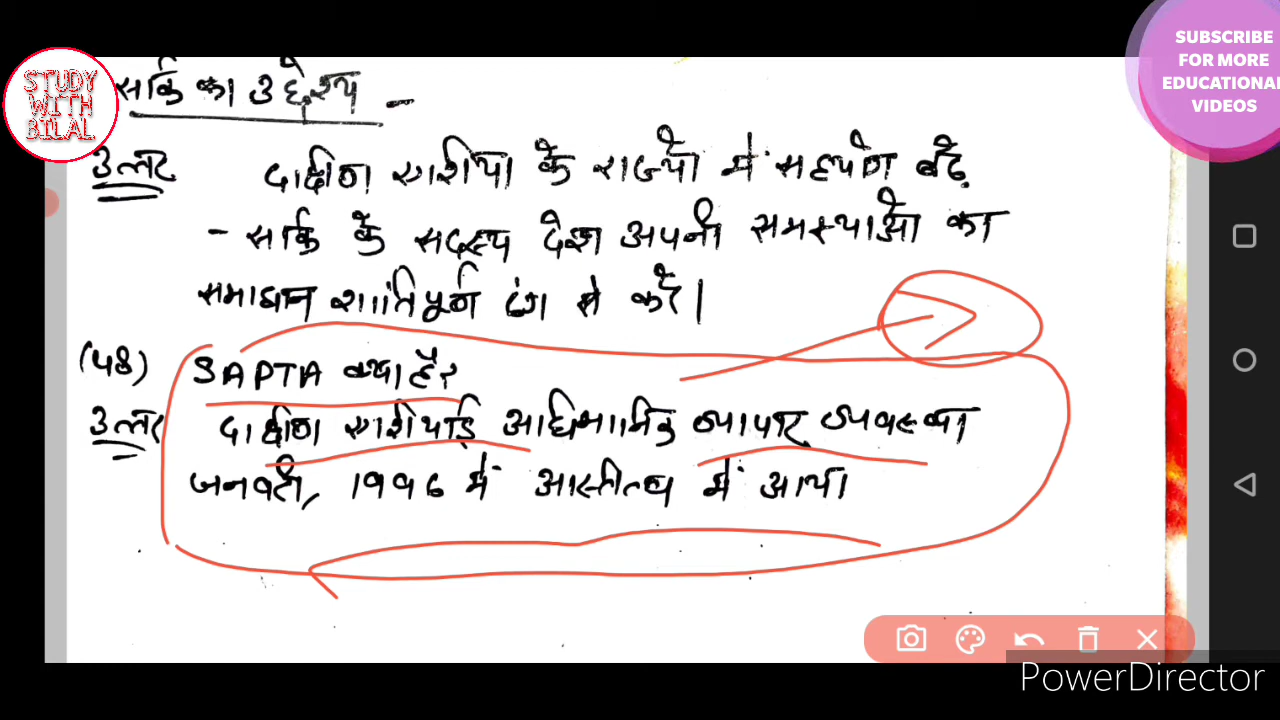 SUBSCRIBE
FOR MORE
EDUCATIONAL
VIDEOS
STUDY
WITH
BILAL
सार्क का उद्देश्य -
उत्तर दक्षिण एशिया के राज्यों में सहयोग बढ़े
- सार्क के सदस्य देश अपनी समस्याओं का
समाधान शांतिपूर्ण ढंग से करें।
(48) SAPTA क्या है?
उत्तर दक्षिण एशियाई अधिमानिक व्यापार व्यवस्था
जनवरी, 1996 में अस्तित्व में आया
PowerDirector